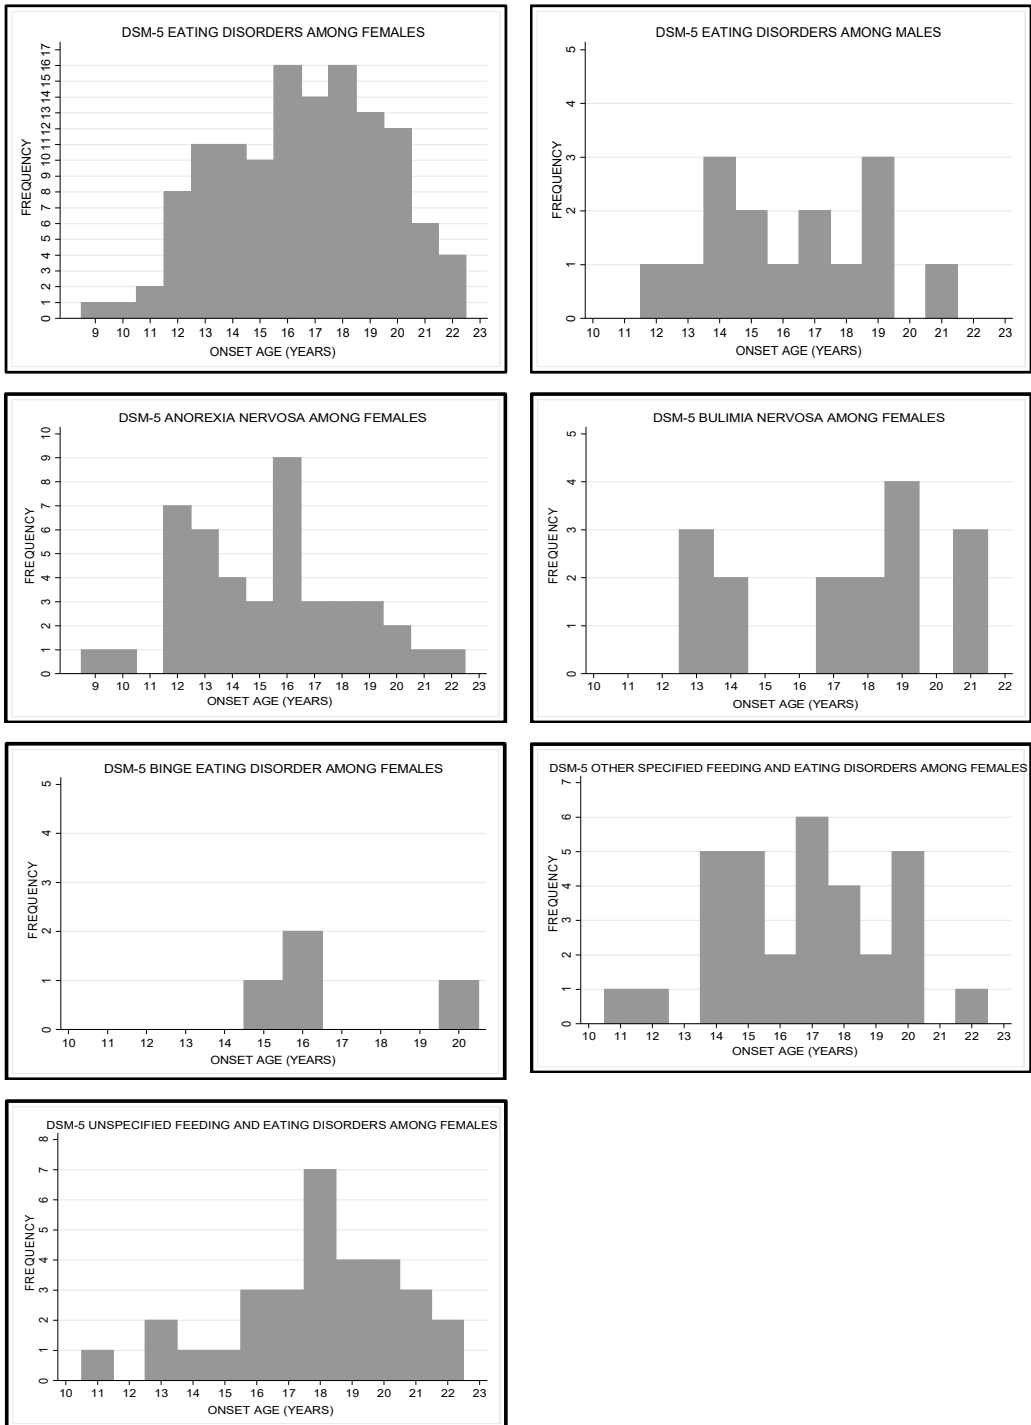 DSM-5 EATING DISORDERS AMONG FEMALES
FREQUENCY
17
16
15
14
13
12
11
10
9
8
7
6
5
4
3
2
1
0
9 10 11 12 13 14 15 16 17 18 19 20 21 22 23
ONSET AGE (YEARS)
DSM-5 EATING DISORDERS AMONG MALES
FREQUENCY
5
4
3
2
1
0
10 11 12 13 14 15 16 17 18 19 20 21 22 23
ONSET AGE (YEARS)
DSM-5 ANOREXIA NERVOSA AMONG FEMALES
FREQUENCY
10
9
8
7
6
5
4
3
2
1
0
9 10 11 12 13 14 15 16 17 18 19 20 21 22 23
ONSET AGE (YEARS)
DSM-5 BULIMIA NERVOSA AMONG FEMALES
FREQUENCY
5
4
3
2
1
0
10 11 12 13 14 15 16 17 18 19 20 21 22
ONSET AGE (YEARS)
DSM-5 BINGE EATING DISORDER AMONG FEMALES
FREQUENCY
5
4
3
2
1
0
10 11 12 13 14 15 16 17 18 19 20
ONSET AGE (YEARS)
DSM-5 OTHER SPECIFIED FEEDING AND EATING DISORDERS AMONG FEMALES
FREQUENCY
7
6
5
4
3
2
1
0
10 11 12 13 14 15 16 17 18 19 20 21 22 23
ONSET AGE (YEARS)
DSM-5 UNSPECIFIED FEEDING AND EATING DISORDERS AMONG FEMALES
FREQUENCY
8
7
6
5
4
3
2
1
0
10 11 12 13 14 15 16 17 18 19 20 21 22 23
ONSET AGE (YEARS)